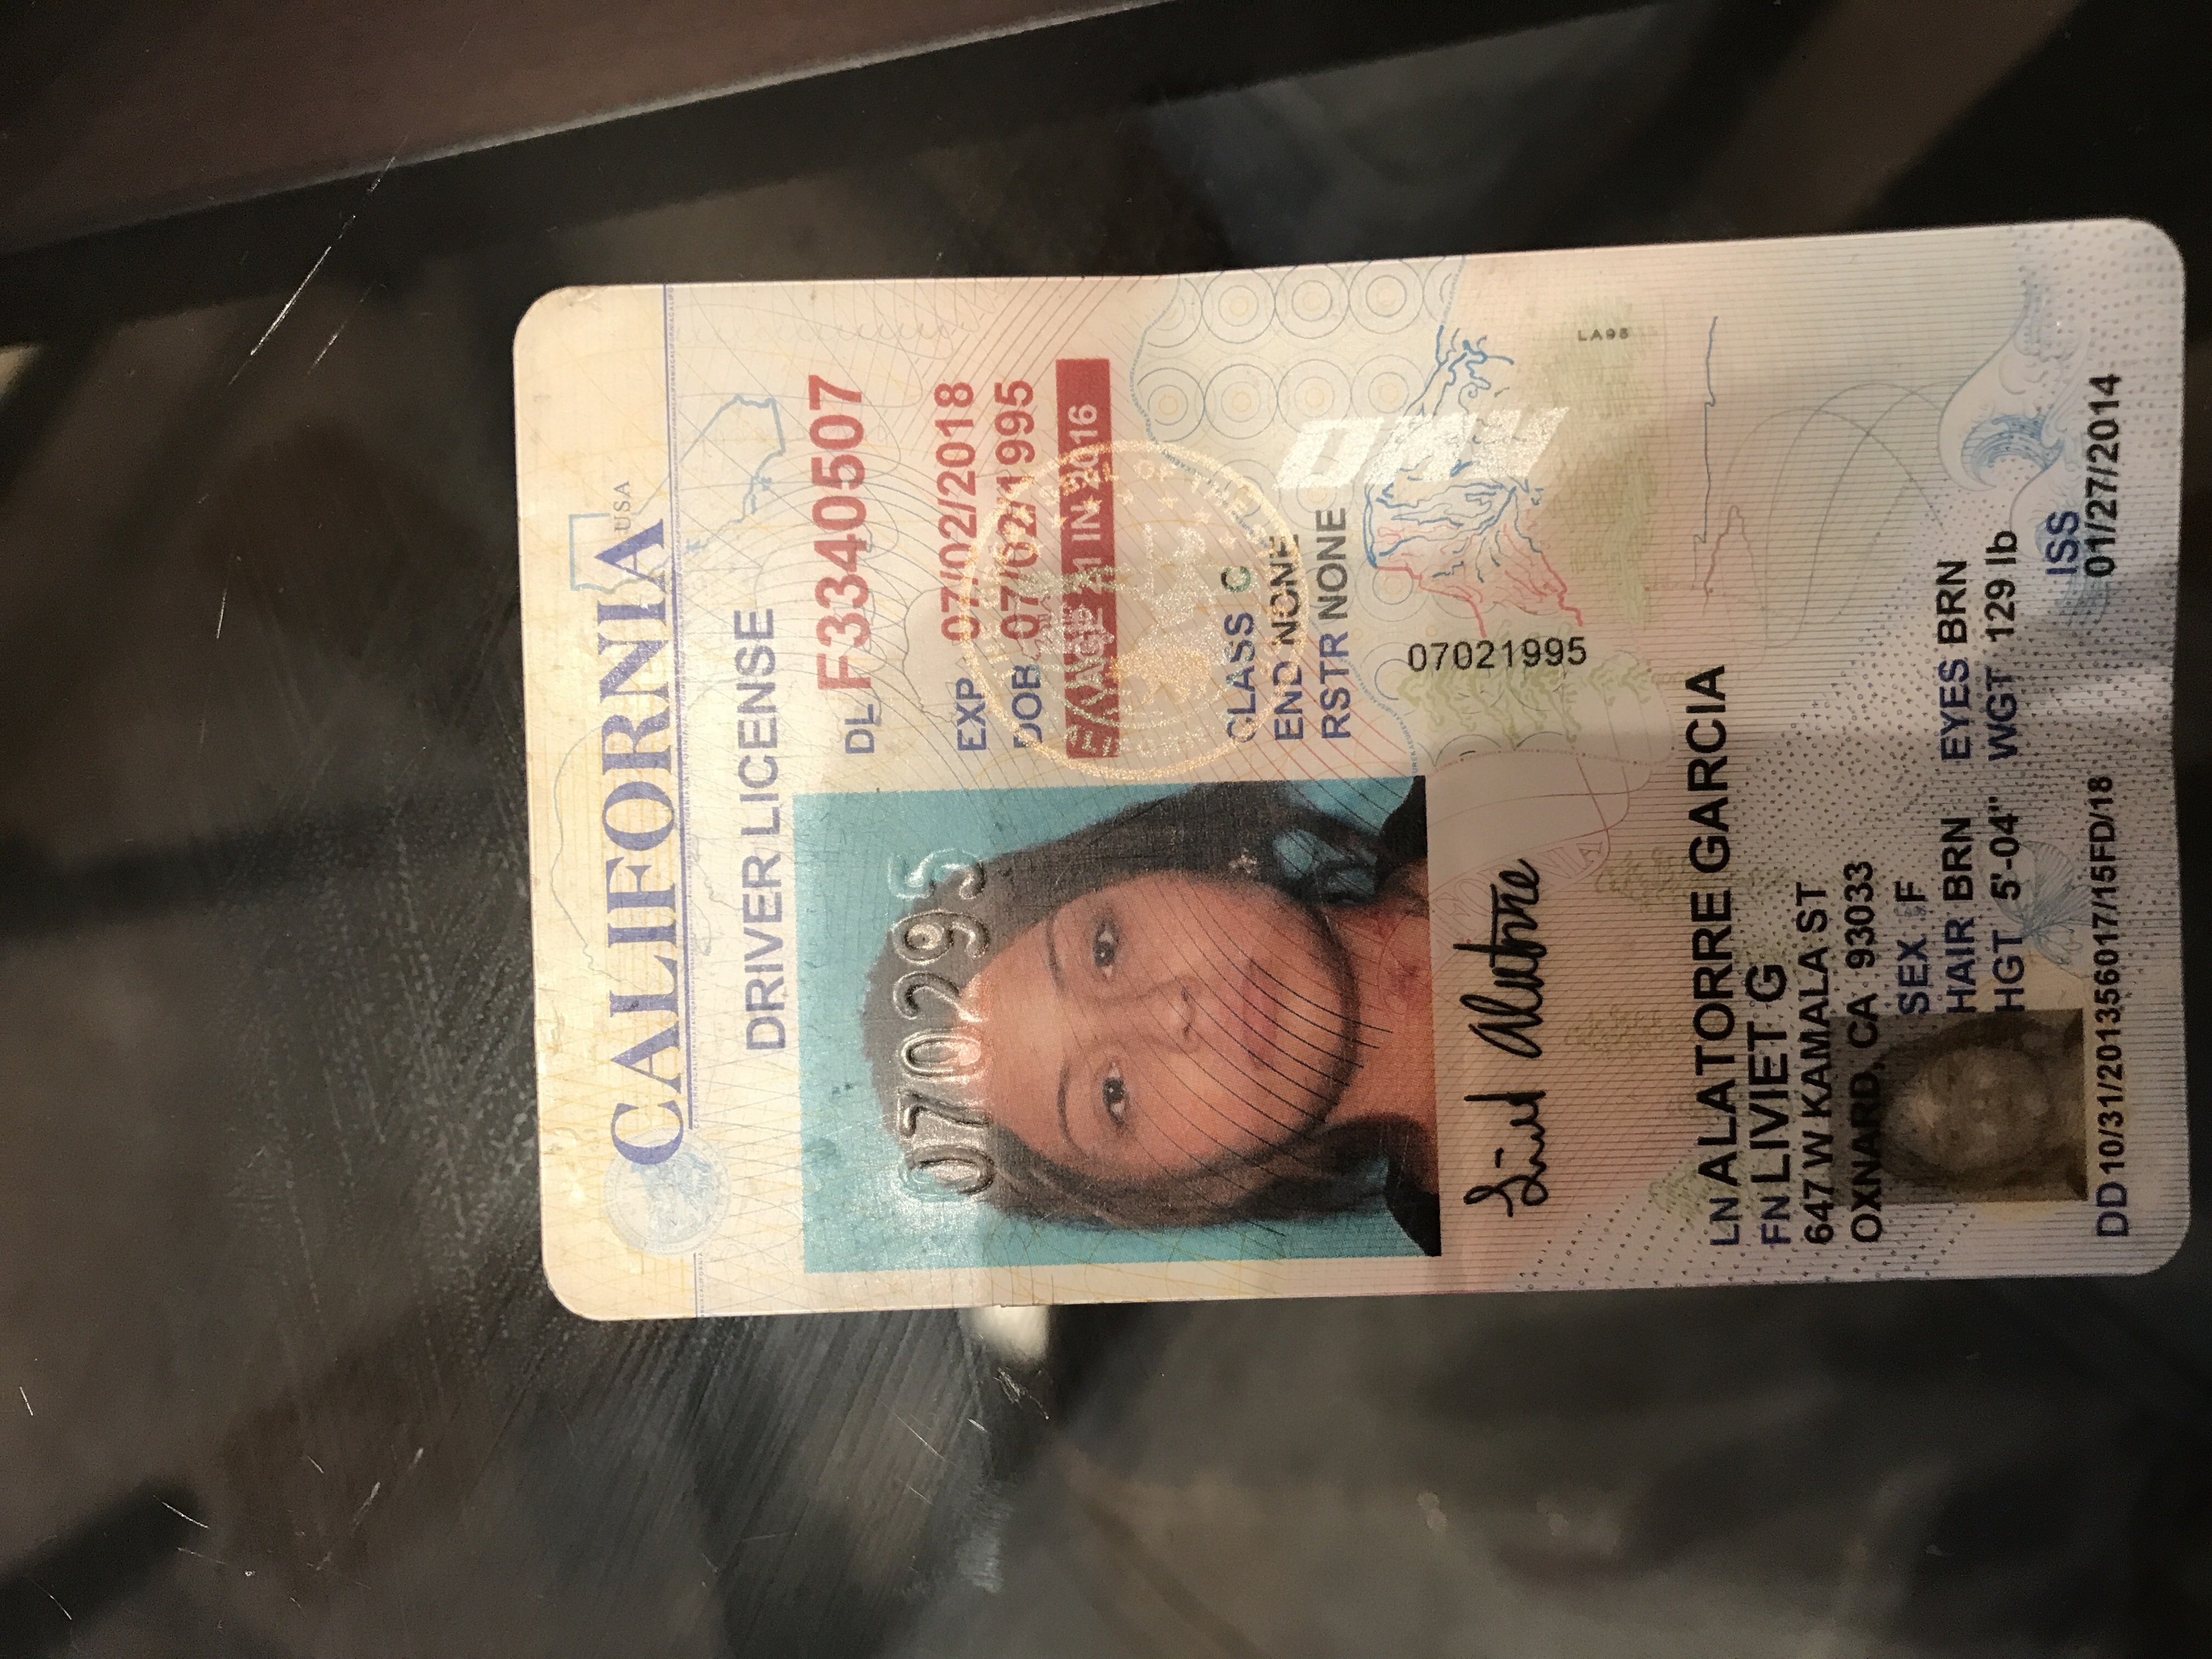 CALIFORNIA USA
DRIVER LICENSE
DL F3340507
EXP 07/02/2018
DOB 07/02/1995
AGE 21 IN 2016
CLASS C
END NONE
RSTR NONE
DMV
LA95
07021995
070295
LN ALATORRE GARCIA
FN LIVIET G
647 W KAMALA ST
OXNARD, CA 93033
SEX F
HAIR BRN EYES BRN
HGT 5'-04" WGT 129 lb
ISS
DD 10/31/201356017/15FD/18 01/27/2014